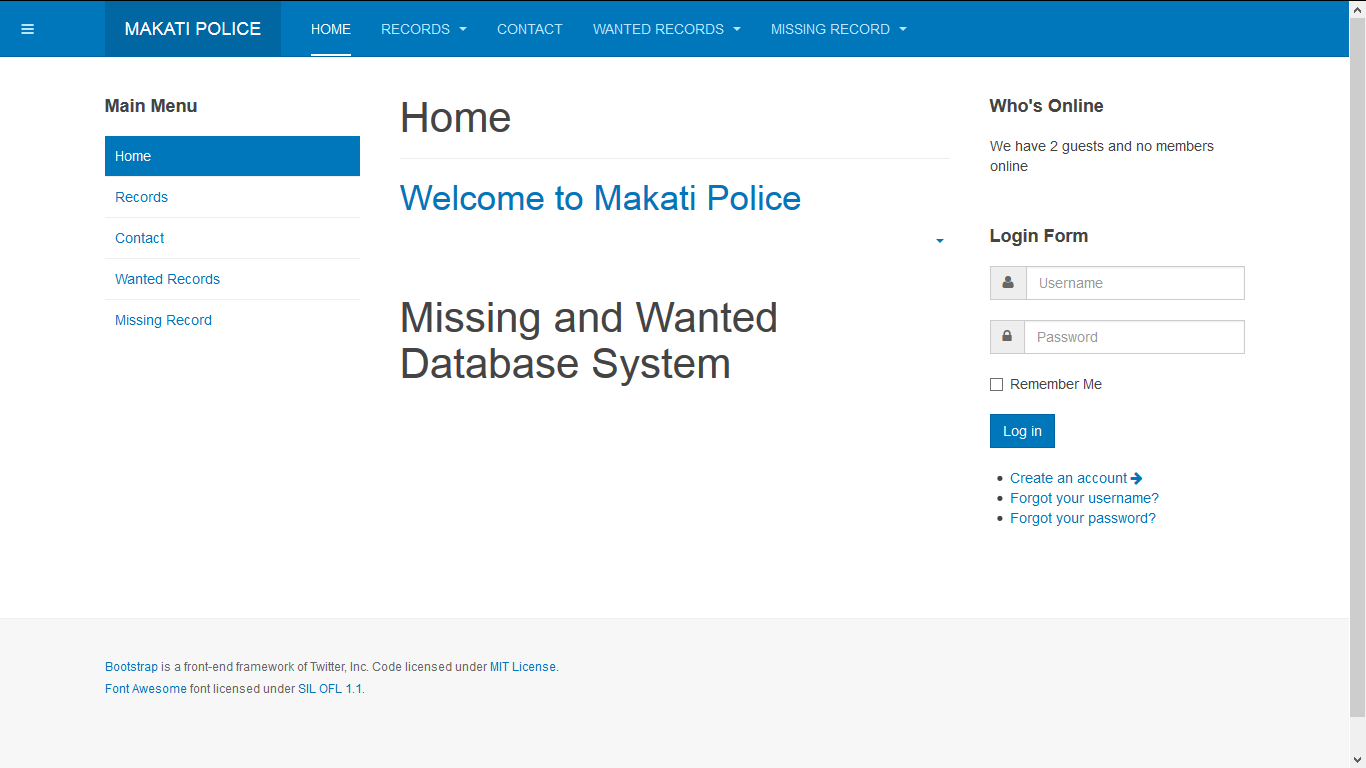 MAKATI POLICE
HOME
RECORDS
CONTACT
WANTED RECORDS
MISSING RECORD
Main Menu
Home
Records
Contact
Wanted Records
Missing Record
Home
Welcome to Makati Police
Missing and Wanted
Database System
Who's Online
We have 2 guests and no members
online
Login Form
Username
Password
Remember Me
Log in
Create an account
Forgot your username?
Forgot your password?
Bootstrap is a front-end framework of Twitter, Inc. Code licensed under MIT License.
Font Awesome font licensed under SIL OFL 1.1.